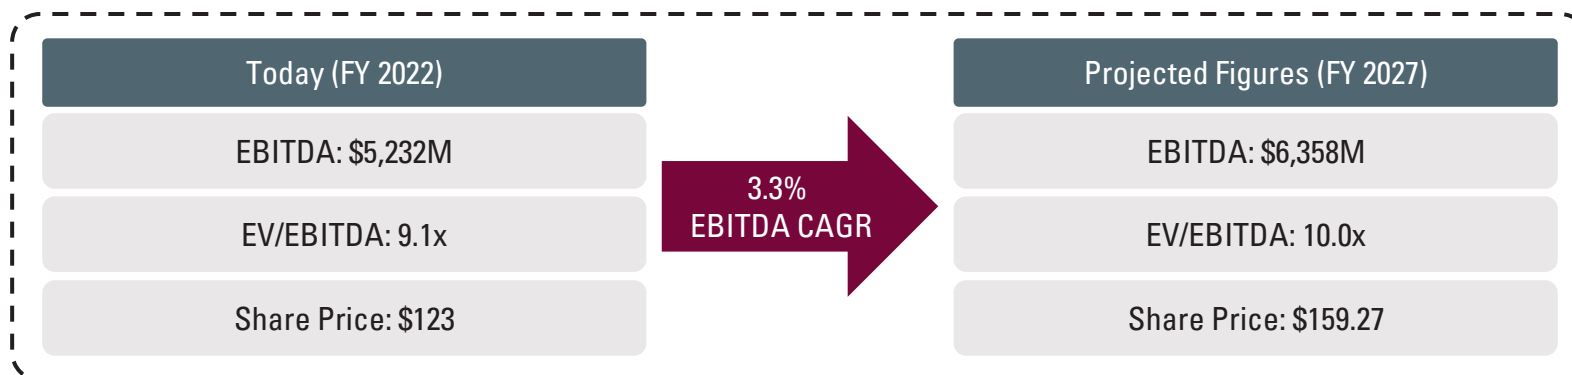 Today (FY 2022)
EBITDA: $5,232M
EV/EBITDA: 9.1x
Share Price: $123
3.3%
EBITDA CAGR
Projected Figures (FY 2027)
EBITDA: $6,358M
EV/EBITDA: 10.0x
Share Price: $159.27